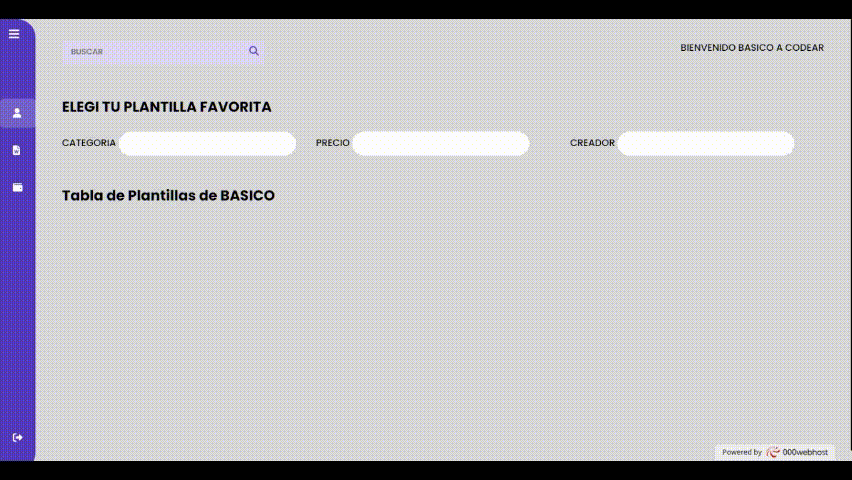 BUSCAR
BIENVENIDO BASICO A CODEAR
ELEGI TU PLANTILLA FAVORITA
CATEGORIA PRECIO CREADOR
Tabla de Plantillas de BASICO
Powered by 000webhost